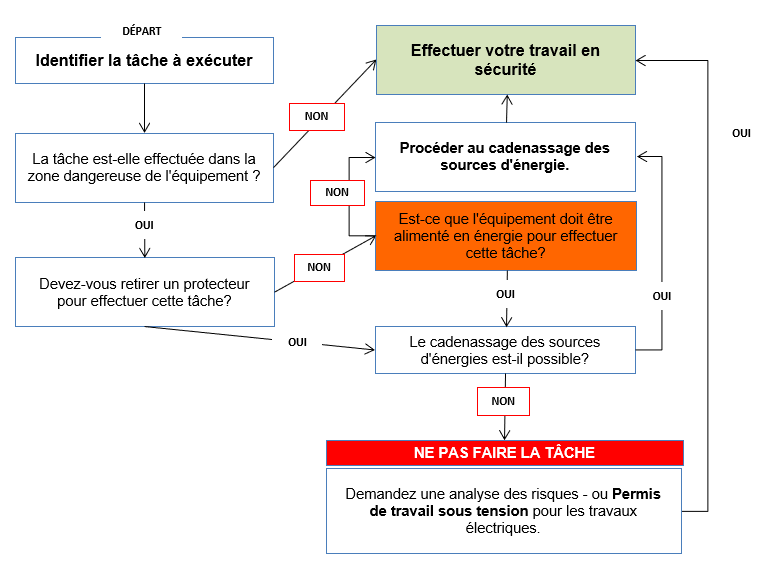 DÉPART
Identifier la tâche à exécuter
Effectuer votre travail en
sécurité
NON
OUI
La tâche est-elle effectuée dans la
zone dangereuse de l'équipement ?
Procéder au cadenassage des
sources d'énergie.
NON
OUI
Est-ce que l'équipement doit être
alimenté en énergie pour effectuer
cette tâche?
NON
Devez-vous retirer un protecteur
pour effectuer cette tâche?
OUI
OUI
OUI
Le cadenassage des sources
d'énergies est-il possible?
NON
NE PAS FAIRE LA TÂCHE
Demandez une analyse des risques - ou Permis
de travail sous tension pour les travaux
électriques.